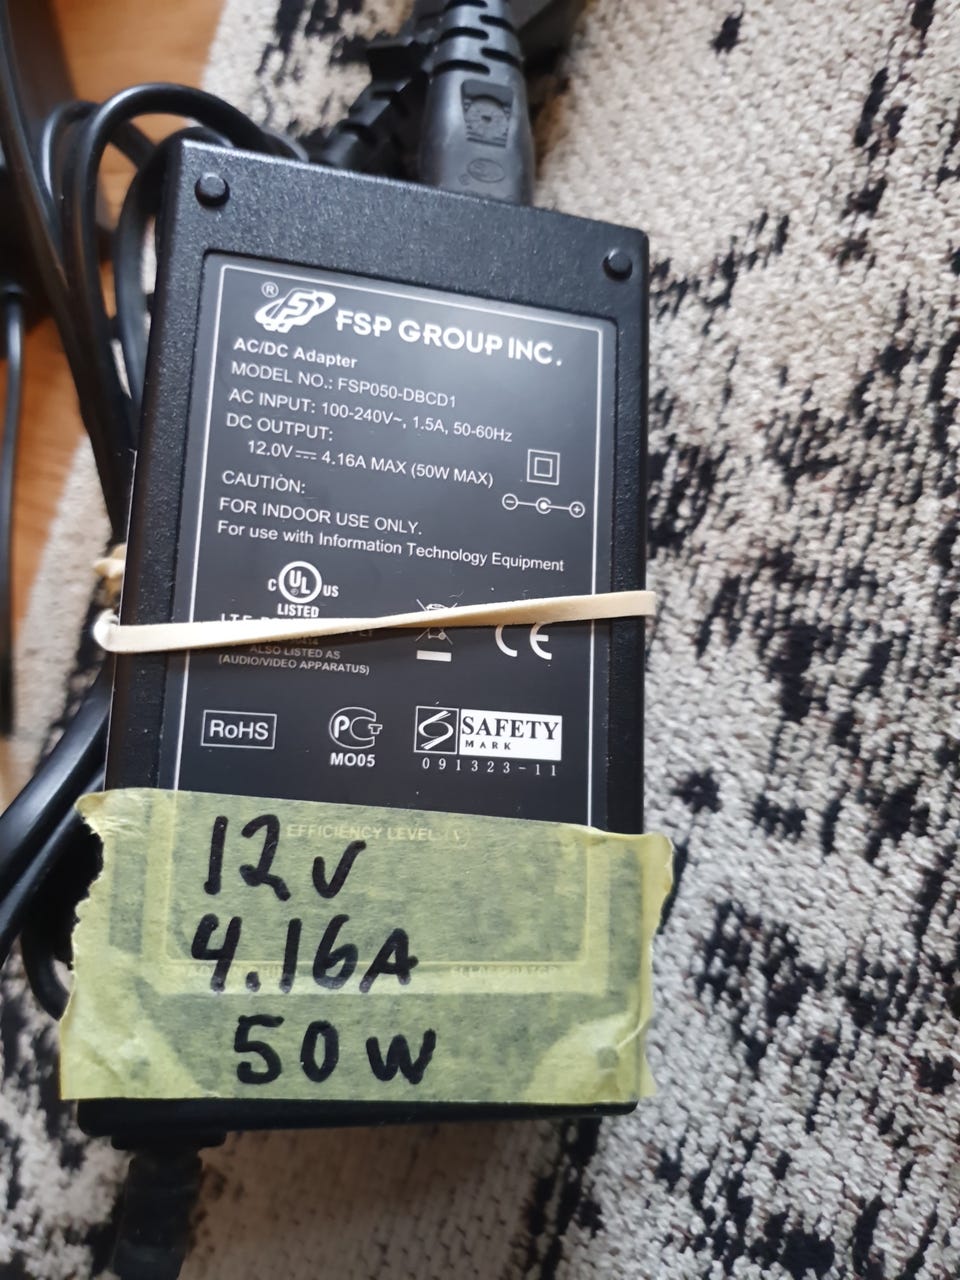 ® FSP GROUP INC.
AC/DC Adapter
MODEL NO.: FSP050-DBCD1
AC INPUT: 100-240V~, 1.5A, 50-60Hz
DC OUTPUT:
12.0V⎓ 4.16A MAX (50W MAX)
CAUTION:
FOR INDOOR USE ONLY.
For use with Information Technology Equipment
C UL US
LISTED
I.T.E.
ALSO LISTED AS
(AUDIO/VIDEO APPARATUS)
CE
RoHS
PCT
MO05
SAFETY
MARK
091323-11
EFFICIENCY LEVEL V
12V
4.16A
50W